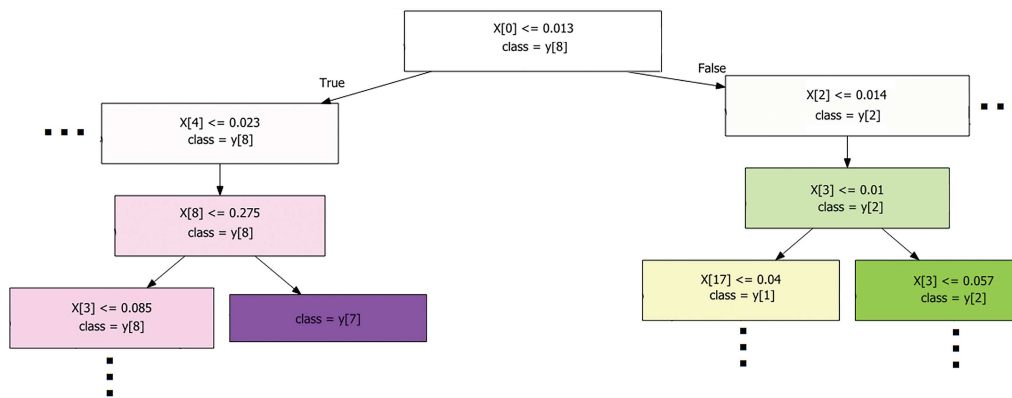 X[0] <= 0.013
class = y[8]
True
False
X[4] <= 0.023
class = y[8]
X[2] <= 0.014
class = y[2]
X[8] <= 0.275
class = y[8]
X[3] <= 0.01
class = y[2]
X[3] <= 0.085
class = y[8]
class = y[7]
X[17] <= 0.04
class = y[1]
X[3] <= 0.057
class = y[2]